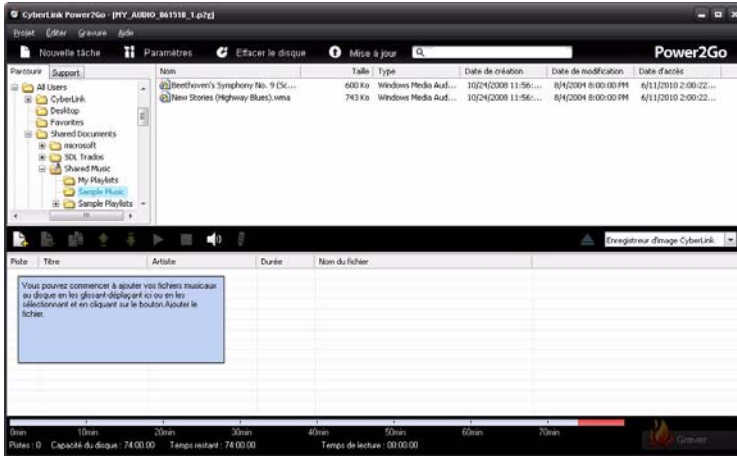 CyberLink Power2Go - [MY_AUDIO_061510_1.p2g]
Projet Éditer Gravure Aide
Nouvelle tâche Paramètres Effacer le disque Mise à jour Power2Go
Parcourir Support
Nom Taille Type Date de création Date de modification Date d'accès
All Users
CyberLink
Desktop
Favorites
Shared Documents
microsoft
SDL Trados
Shared Music
My Playlists
Sample Music
Sample Playlists
Beethoven's Symphony No. 9 (Sc... 600 Ko Windows Media Aud... 10/24/2008 11:56:... 8/4/2004 8:00:00 PM 6/11/2010 2:00:22...
New Stories (Highway Blues).wma 743 Ko Windows Media Aud... 10/24/2008 11:56:... 8/4/2004 8:00:00 PM 6/11/2010 2:00:22...
Enregistreur d'image CyberLink
Piste Titre Artiste Durée Nom du fichier
Vous pouvez commencer à ajouter vos fichiers musicaux
au disque en les glissant-déplaçant ici ou en les
sélectionnant et en cliquant sur le bouton Ajouter le
fichier.
0min 10min 20min 30min 40min 50min 60min 70min
Pistes : 0 Capacité du disque : 74:00.00 Temps restant : 74:00.00 Temps de lecture : 00:00.00
Graver